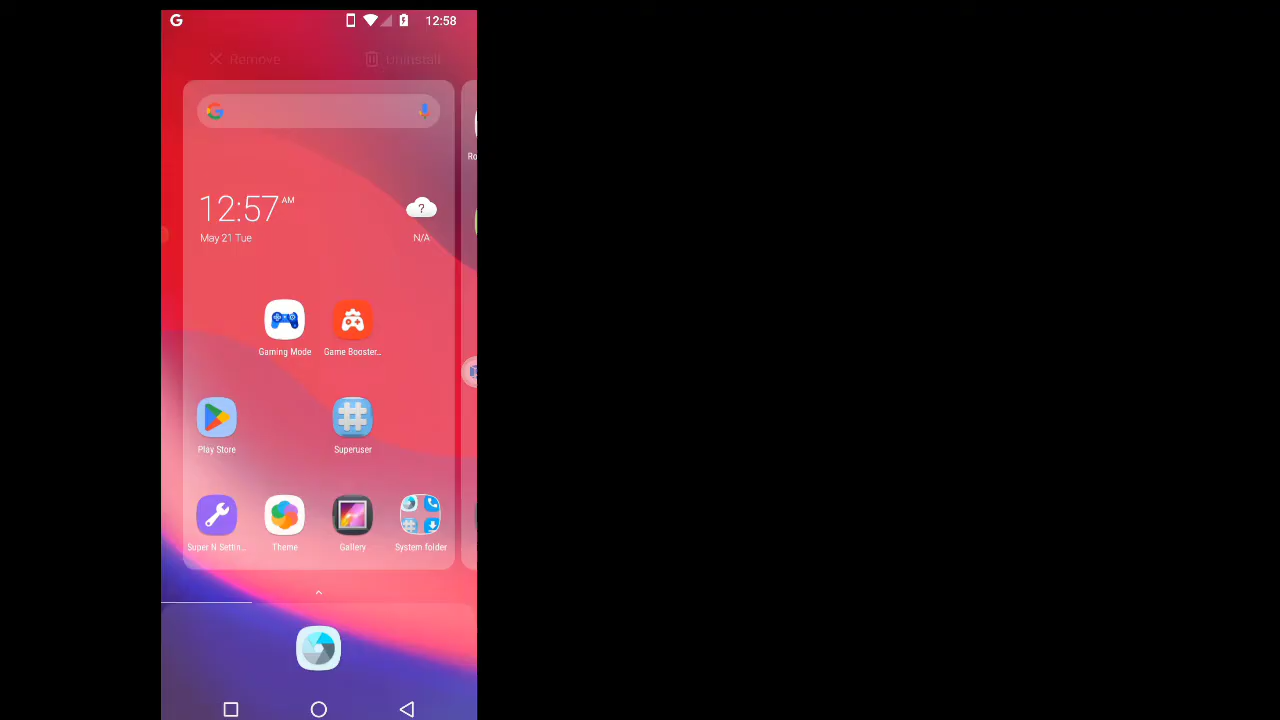 12:58
Remove Uninstall
12:57 AM
?
May 21 Tue
N/A
Ro
Gaming Mode
Game Booster..
Play Store
Superuser
Super N Settin..
Theme
Gallery
System folder